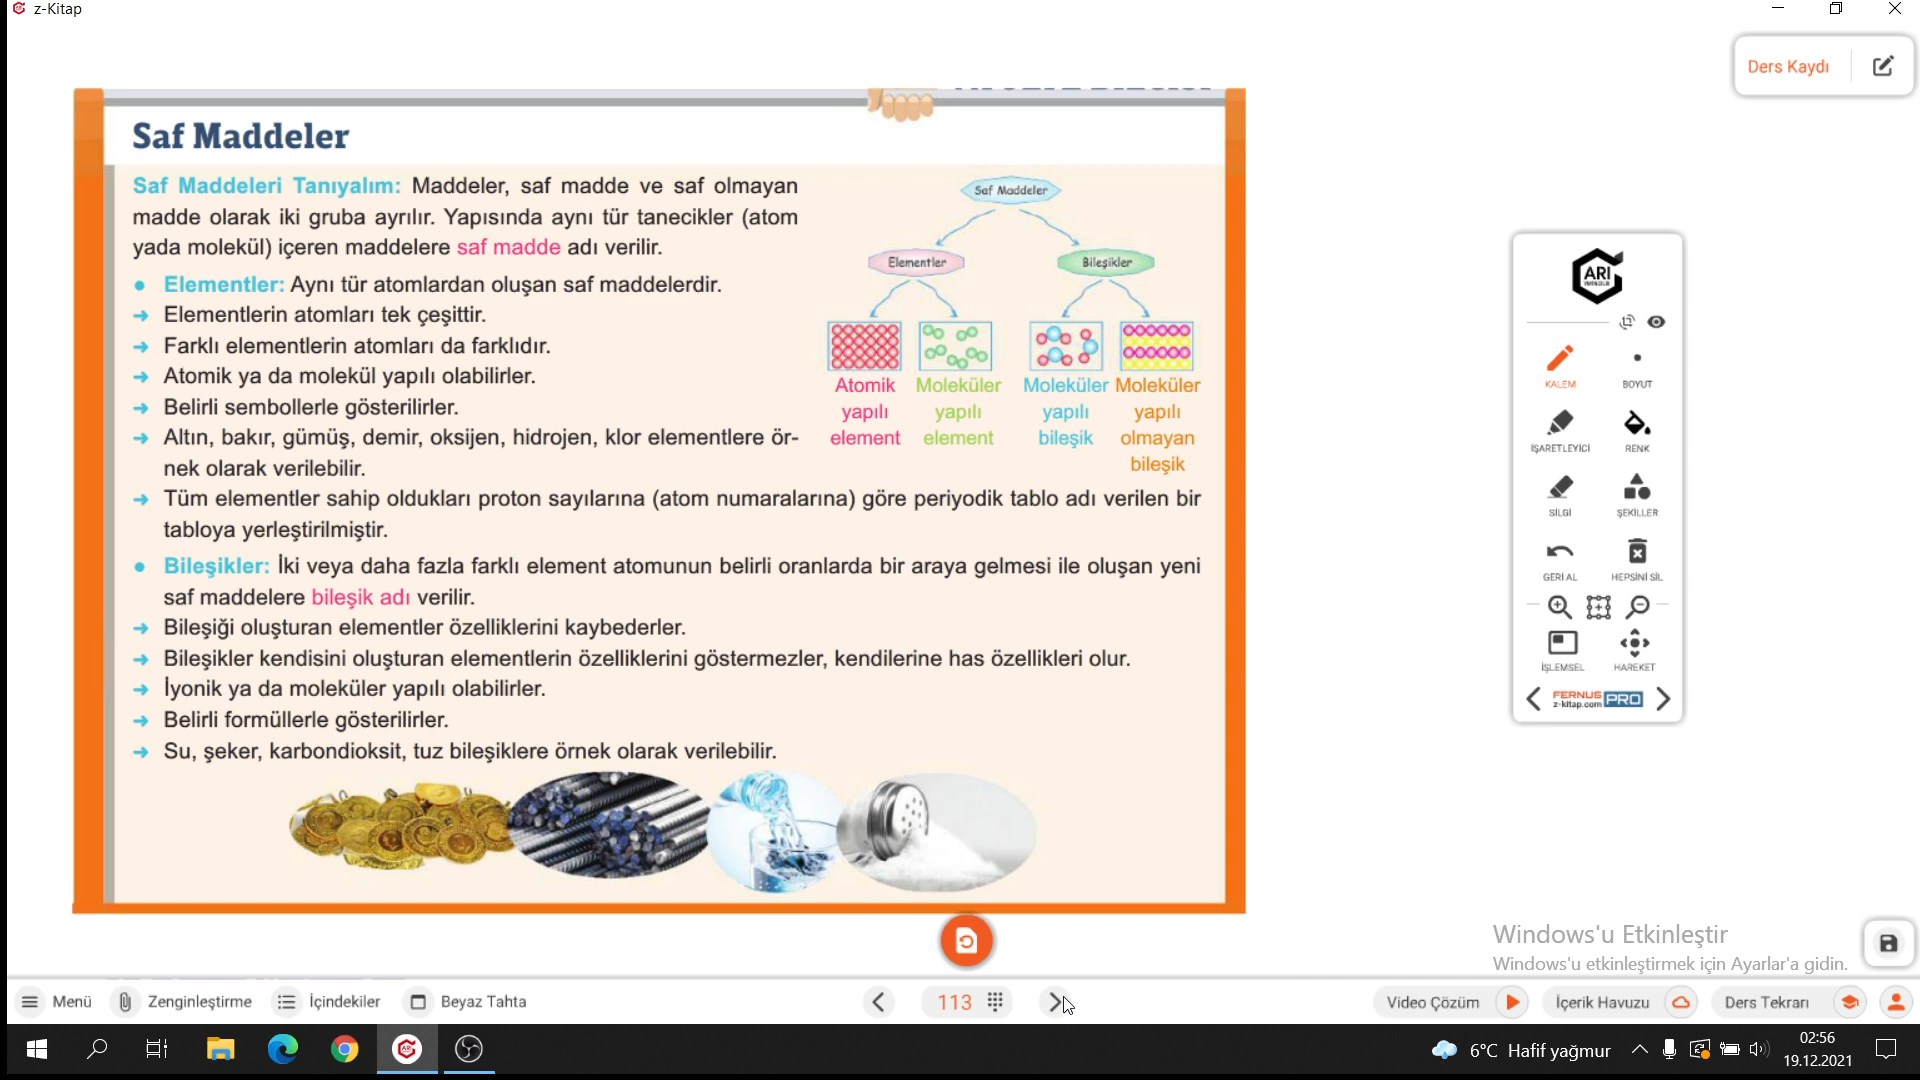 z-Kitap
Ders Kaydı
Saf Maddeler
Saf Maddeleri Tanıyalım: Maddeler, saf madde ve saf olmayan
madde olarak iki gruba ayrılır. Yapısında aynı tür tanecikler (atom
yada molekül) içeren maddelere saf madde adı verilir.
• Elementler: Aynı tür atomlardan oluşan saf maddelerdir.
➜ Elementlerin atomları tek çeşittir.
➜ Farklı elementlerin atomları da farklıdır.
➜ Atomik ya da molekül yapılı olabilirler.
➜ Belirli sembollerle gösterilirler.
➜ Altın, bakır, gümüş, demir, oksijen, hidrojen, klor elementlere ör-
nek olarak verilebilir.
➜ Tüm elementler sahip oldukları proton sayılarına (atom numaralarına) göre periyodik tablo adı verilen bir
tabloya yerleştirilmiştir.
• Bileşikler: İki veya daha fazla farklı element atomunun belirli oranlarda bir araya gelmesi ile oluşan yeni
saf maddelere bileşik adı verilir.
➜ Bileşiği oluşturan elementler özelliklerini kaybederler.
➜ Bileşikler kendisini oluşturan elementlerin özelliklerini göstermezler, kendilerine has özellikleri olur.
➜ İyonik ya da moleküler yapılı olabilirler.
➜ Belirli formüllerle gösterilirler.
➜ Su, şeker, karbondioksit, tuz bileşiklere örnek olarak verilebilir.
Saf Maddeler
Elementler
Bileşikler
Atomik
yapılı
element
Moleküler
yapılı
element
Moleküler
yapılı
bileşik
Moleküler
yapılı
olmayan
bileşik
ARI
KALEM
BOYUT
İŞARETLEYİCİ
RENK
SİLGİ
ŞEKİLLER
GERİ AL
HEPSİNİ SİL
İŞLEMSEL
HAREKET
FERNUS PRO
z-kitap.com
Windows'u Etkinleştir
Windows'u etkinleştirmek için Ayarlar'a gidin.
Menü
Zenginleştirme
İçindekiler
Beyaz Tahta
113
Video Çözüm
İçerik Havuzu
Ders Tekrarı
6°C Hafif yağmur
02:56
19.12.2021